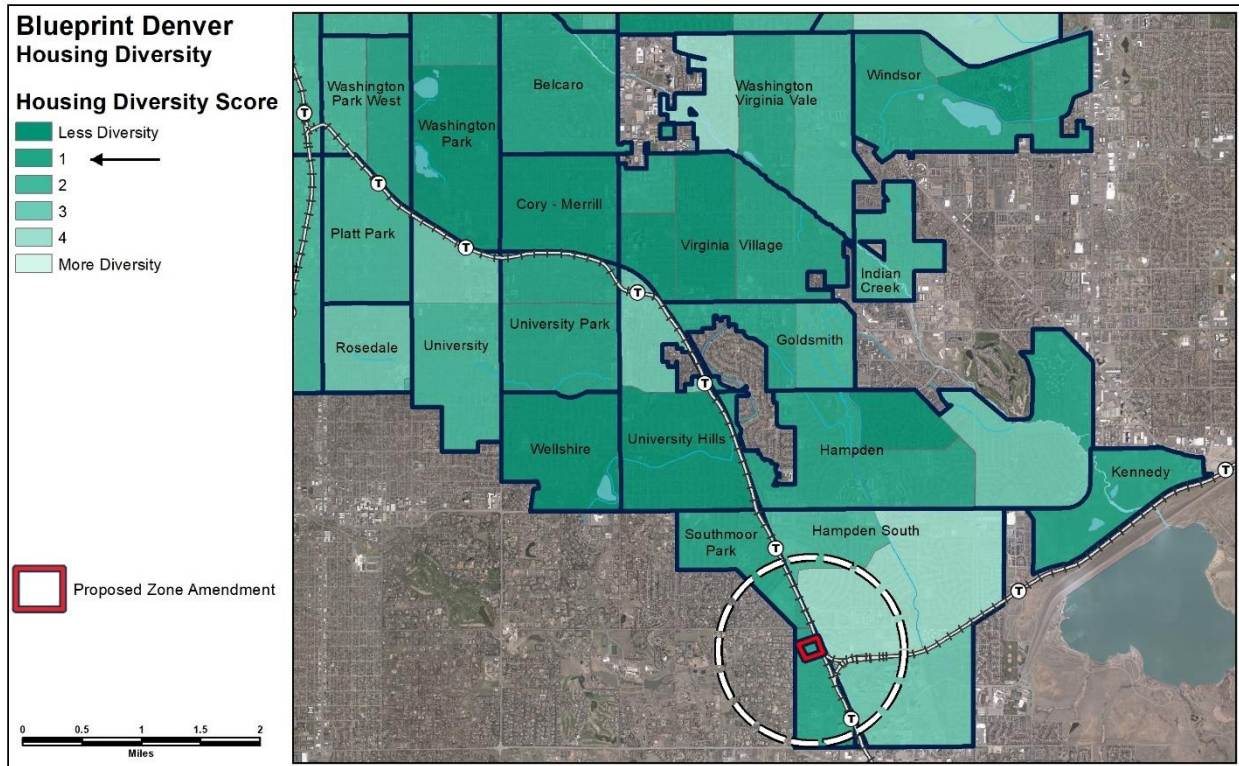 Blueprint Denver
Housing Diversity
Housing Diversity Score
Less Diversity
1
2
3
4
More Diversity
Proposed Zone Amendment
0 0.5 1 1.5 2
Miles
Washington
Park West
Washington
Park
Belcaro
Washington
Virginia Vale
Windsor
Platt Park
Cory - Merrill
Virginia Village
Indian
Creek
Rosedale
University
University Park
Goldsmith
Wellshire
University Hills
Hampden
Kennedy
Southmoor
Park
Hampden South
T
T
T
T
T
T
T
T
T